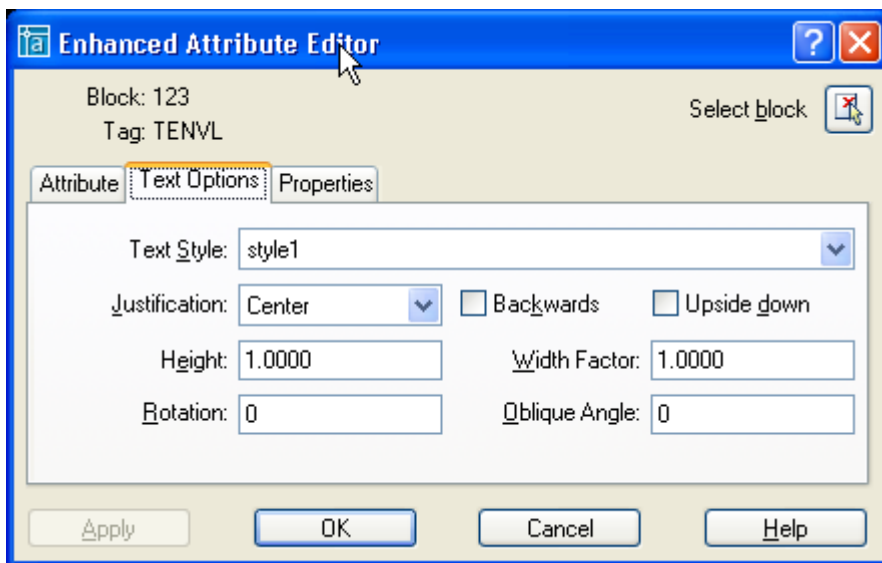 Enhanced Attribute Editor
Block: 123
Select block
Tag: TENVL
Attribute Text Options Properties
Text Style: style1
Justification: Center Backwards Upside down
Height: 1.0000 Width Factor: 1.0000
Rotation: 0 Oblique Angle: 0
Apply OK Cancel Help